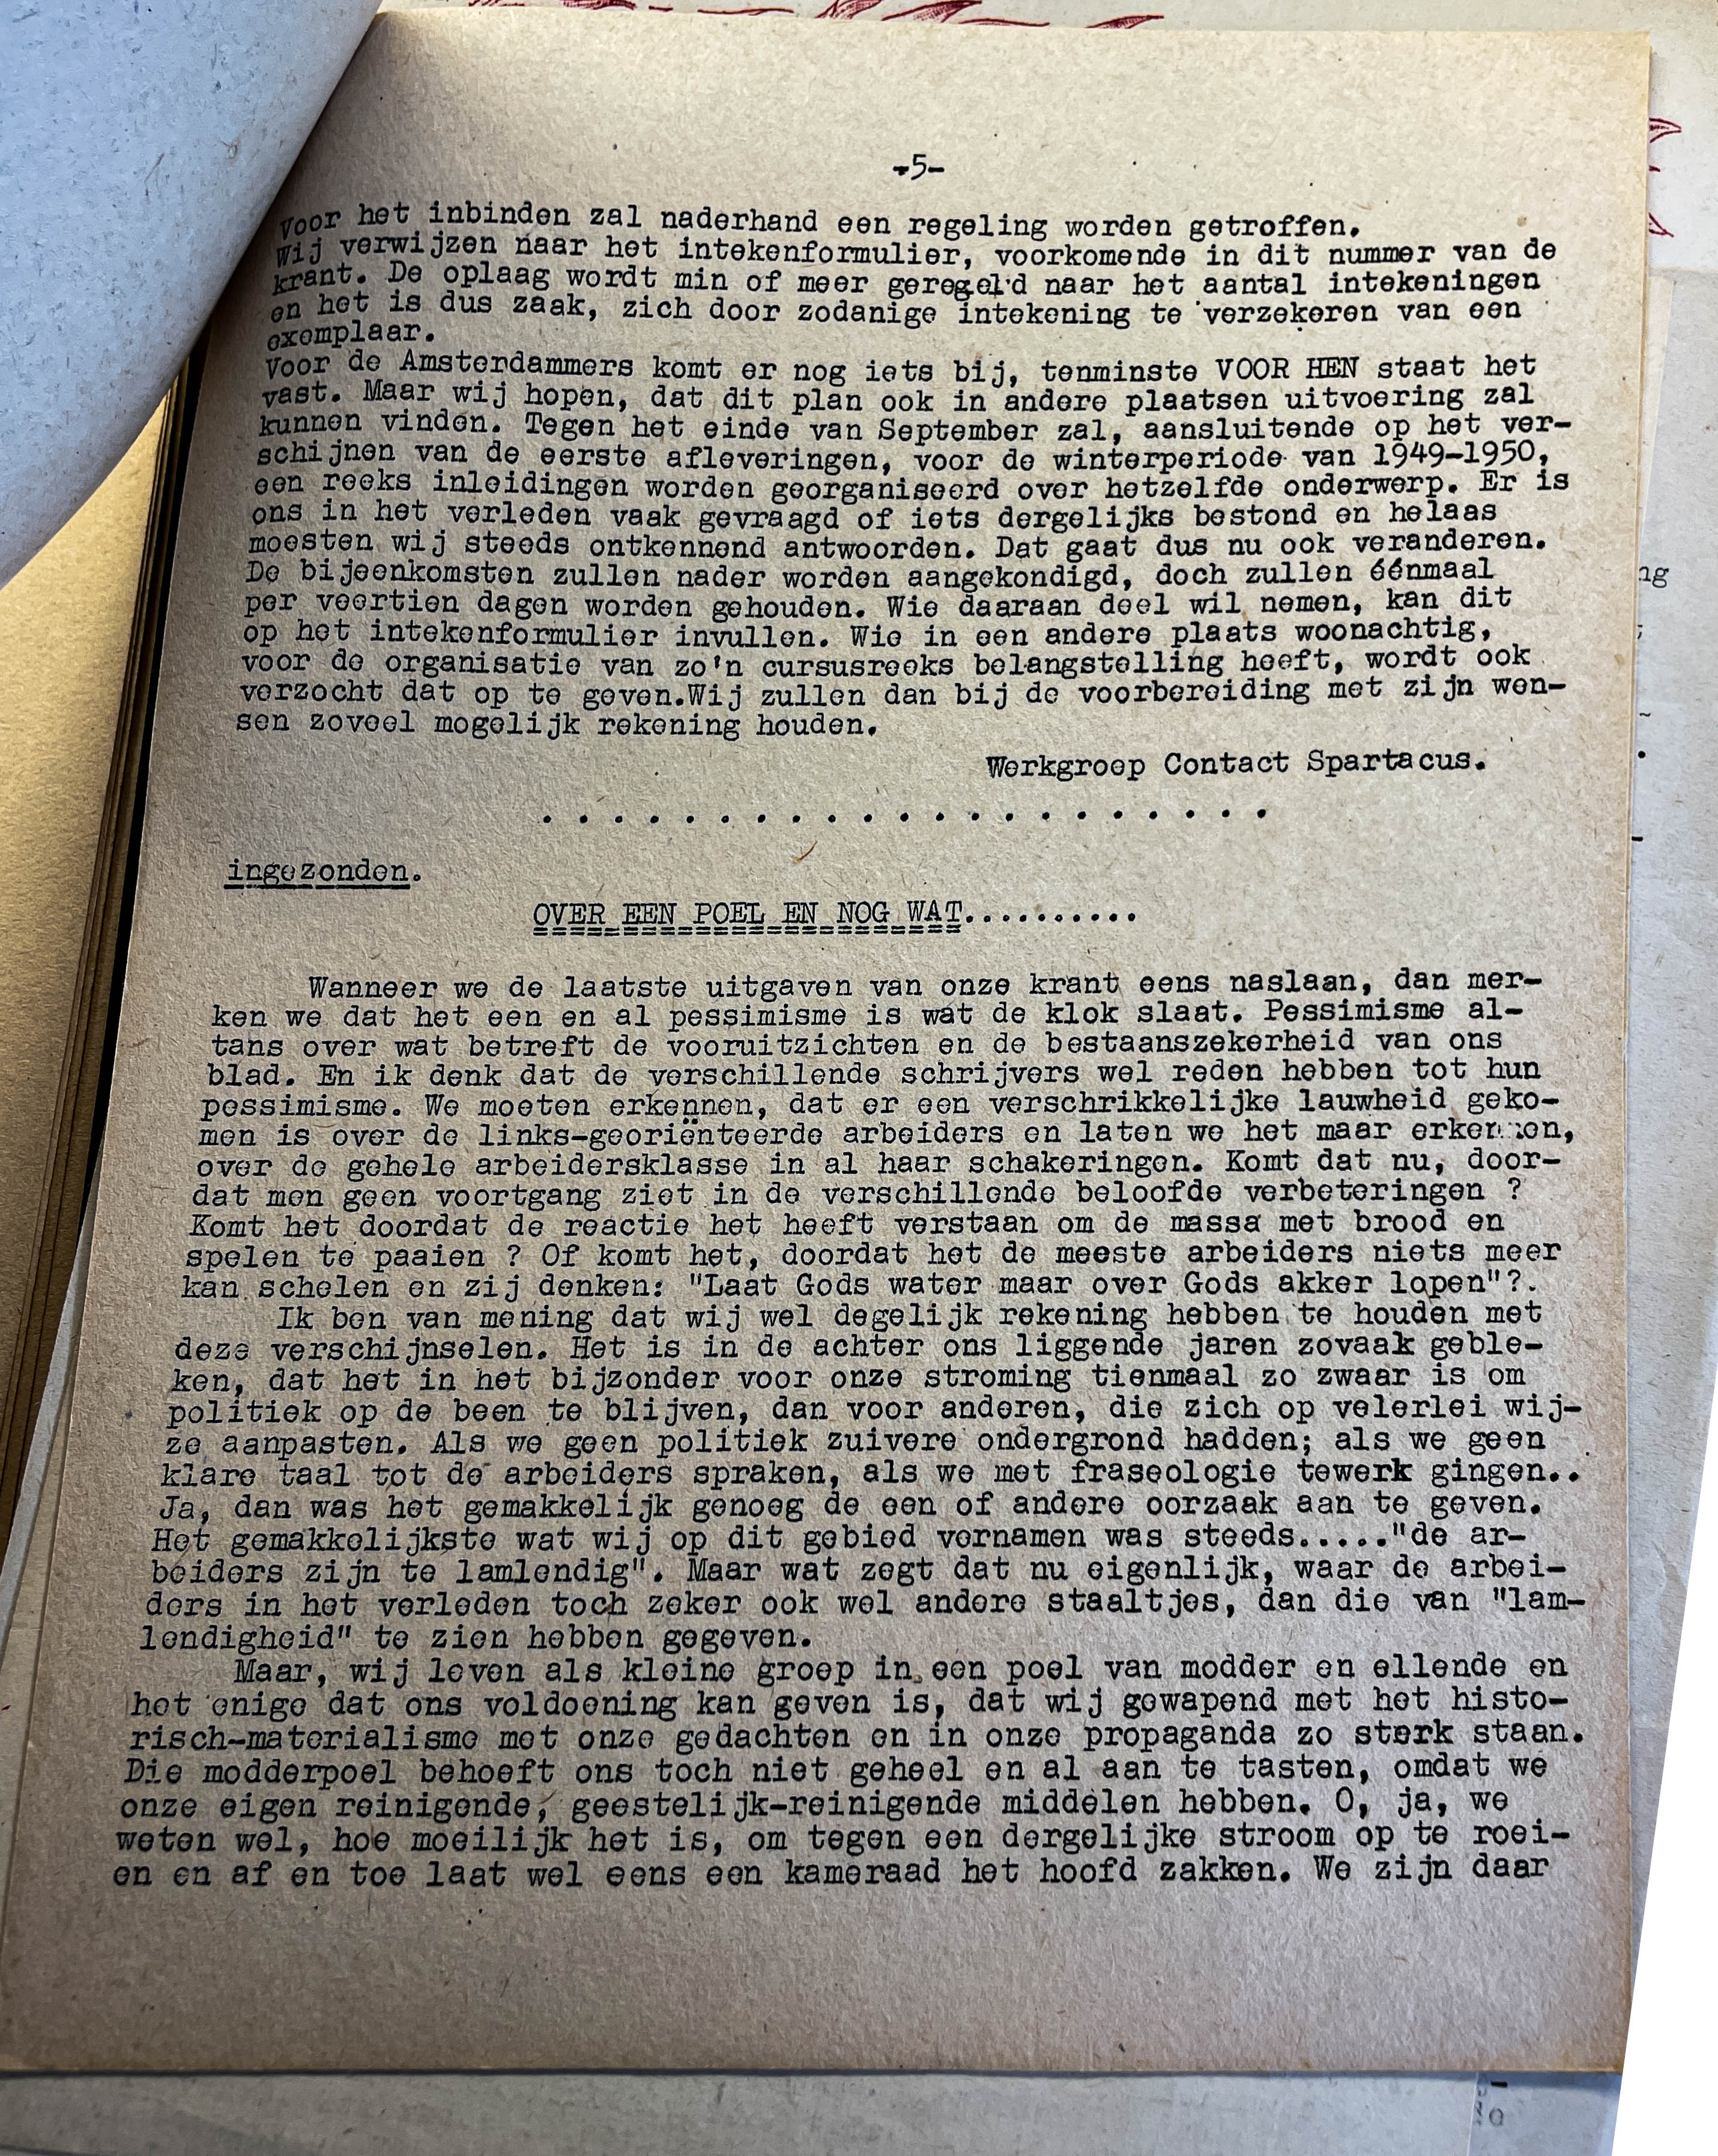 -5-
Voor het inbinden zal naderhand een regeling worden getroffen.
Wij verwijzen naar het intekenformulier, voorkomende in dit nummer van de
krant. De oplaag wordt min of meer geregeld naar het aantal intekeningen
en het is dus zaak, zich door zodanige intekening te verzekeren van een
exemplaar.
Voor de Amsterdammers komt er nog iets bij, tenminste VOOR HEN staat het
vast. Maar wij hopen, dat dit plan ook in andere plaatsen uitvoering zal
kunnen vinden. Tegen het einde van September zal, aansluitende op het ver-
schijnen van de eerste afleveringen, voor de winterperiode van 1949-1950,
een reeks inleidingen worden georganiseerd over hetzelfde onderwerp. Er is
ons in het verleden vaak gevraagd of iets dergelijks bestond en helaas
moesten wij steeds ontkennend antwoorden. Dat gaat dus nu ook veranderen.
De bijeenkomsten zullen nader worden aangekondigd, doch zullen éénmaal
per veertien dagen worden gehouden. Wie daaraan deel wil nemen, kan dit
op het intekenformulier invullen. Wie in een andere plaats woonachtig,
voor de organisatie van zo'n cursusreeks belangstelling heeft, wordt ook
verzocht dat op te geven.Wij zullen dan bij de voorbereiding met zijn wen-
sen zoveel mogelijk rekening houden.
Werkgroep Contact Spartacus.
. . . . . . . . . . . . . . . . . . . . .
ingezonden.
OVER EEN POEL EN NOG WAT..........
Wanneer we de laatste uitgaven van onze krant eens naslaan, dan mer-
ken we dat het een en al pessimisme is wat de klok slaat. Pessimisme al-
tans over wat betreft de vooruitzichten en de bestaanszekerheid van ons
blad. En ik denk dat de verschillende schrijvers wel reden hebben tot hun
pessimisme. We moeten erkennen, dat er een verschrikkelijke lauwheid geko-
men is over de links-georiënteerde arbeiders en laten we het maar erkennen,
over de gehele arbeidersklasse in al haar schakeringen. Komt dat nu, door-
dat men geen voortgang ziet in de verschillende beloofde verbeteringen ?
Komt het doordat de reactie het heeft verstaan om de massa met brood en
spelen te paaien ? Of komt het, doordat het de meeste arbeiders niets meer
kan schelen en zij denken: "Laat Gods water maar over Gods akker lopen"?.
Ik ben van mening dat wij wel degelijk rekening hebben te houden met
deze verschijnselen. Het is in de achter ons liggende jaren zovaak geble-
ken, dat het in het bijzonder voor onze stroming tienmaal zo zwaar is om
politiek op de been te blijven, dan voor anderen, die zich op velerlei wij-
ze aanpasten. Als we geen politiek zuivere ondergrond hadden; als we geen
klare taal tot de arbeiders spraken, als we met fraseologie tewerk gingen..
Ja, dan was het gemakkelijk genoeg de een of andere oorzaak aan te geven.
Het gemakkelijkste wat wij op dit gebied vernamen was steeds....."de ar-
beiders zijn te lamlendig". Maar wat zegt dat nu eigenlijk, waar de arbei-
ders in het verleden toch zeker ook wel andere staaltjes, dan die van "lam-
lendigheid" te zien hebben gegeven.
Maar, wij leven als kleine groep in een poel van modder en ellende en
het enige dat ons voldoening kan geven is, dat wij gewapend met het histo-
risch-materialisme met onze gedachten en in onze propaganda zo sterk staan.
Die modderpoel behoeft ons toch niet geheel en al aan te tasten, omdat we
onze eigen reinigende, geestelijk-reinigende middelen hebben. O, ja, we
weten wel, hoe moeilijk het is, om tegen een dergelijke stroom op te roei-
en en af en toe laat wel eens een kameraad het hoofd zakken. We zijn daar
ng